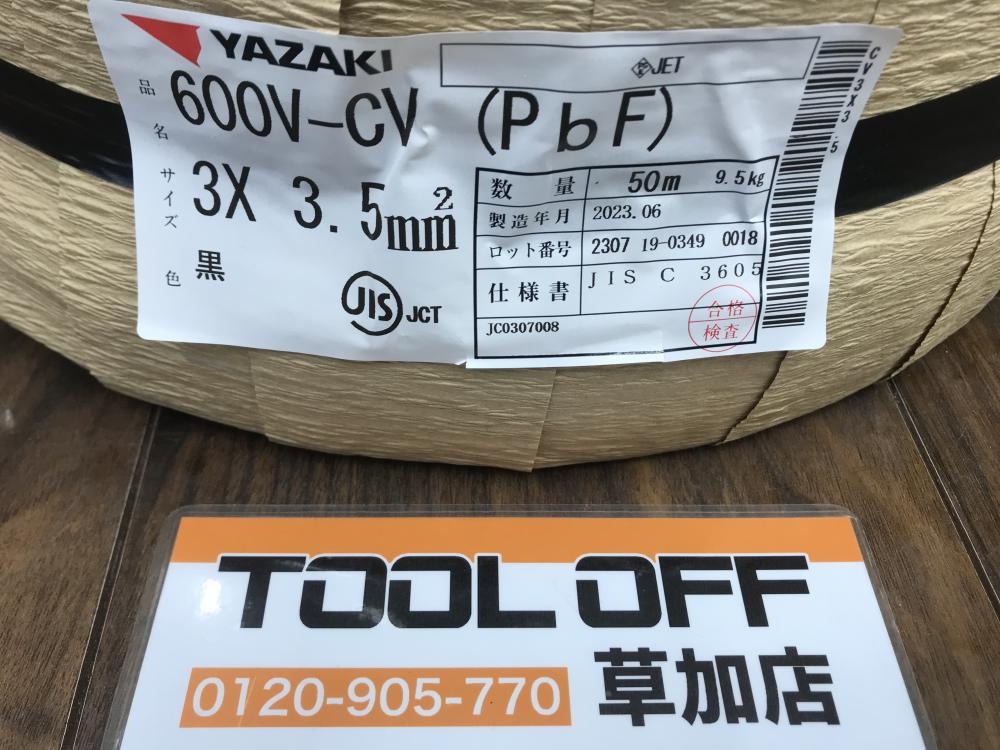 YAZAKI
JET
品名 600V-CV (PbF)
サイズ 3X 3.5mm²
色 黒
JIS JCT
数量 50m 9.5kg
製造年月 2023.06
ロット番号 2307 19-0349 0018
仕様書 JIS C 3605
JC0307008
合格
検査
CV3X3.5
TOOL OFF
0120-905-770 草加店